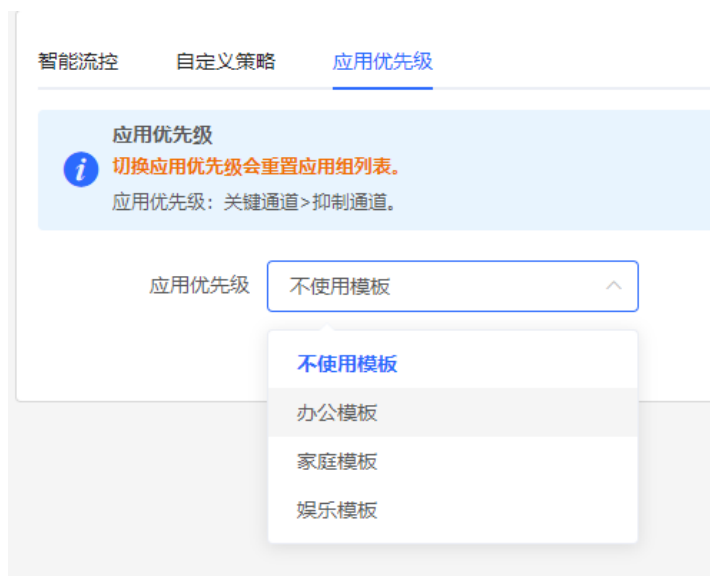 智能流控 自定义策略 应用优先级
应用优先级
切换应用优先级会重置应用组列表。
应用优先级：关键通道>抑制通道。
应用优先级 不使用模板
不使用模板
办公模板
家庭模板
娱乐模板